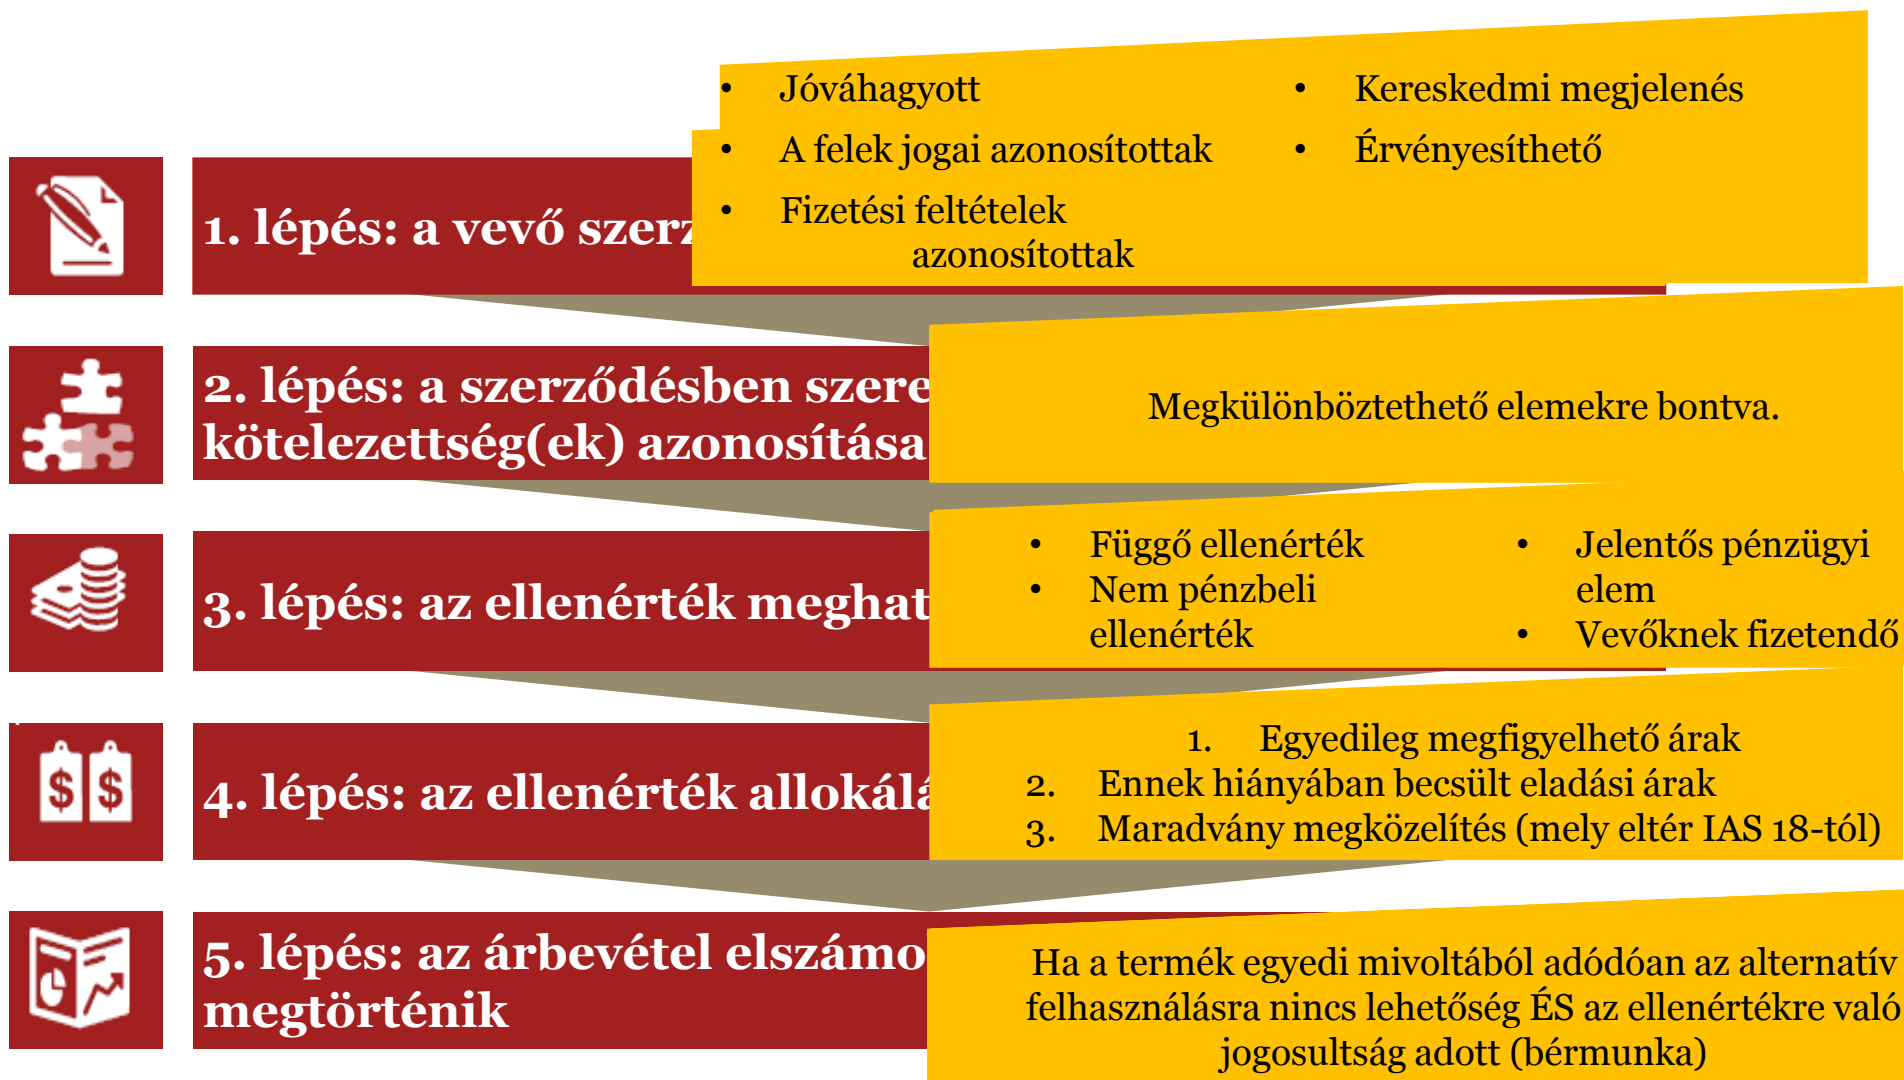 • Jóváhagyott
• A felek jogai azonosítottak
• Fizetési feltételek
azonosítottak
• Kereskedmi megjelenés
• Érvényesíthető
1. lépés: a vevő szerz
2. lépés: a szerződésben szere
kötelezettség(ek) azonosítása
Megkülönböztethető elemekre bontva.
3. lépés: az ellenérték meghat
• Függő ellenérték
• Nem pénzbeli
ellenérték
• Jelentős pénzügyi
elem
• Vevőknek fizetendő
4. lépés: az ellenérték allokálá
1. Egyedileg megfigyelhető árak
2. Ennek hiányában becsült eladási árak
3. Maradvány megközelítés (mely eltér IAS 18-tól)
5. lépés: az árbevétel elszámo
megtörténik
Ha a termék egyedi mivoltából adódóan az alternatív
felhasználásra nincs lehetőség ÉS az ellenértékre való
jogosultság adott (bérmunka)
$ $